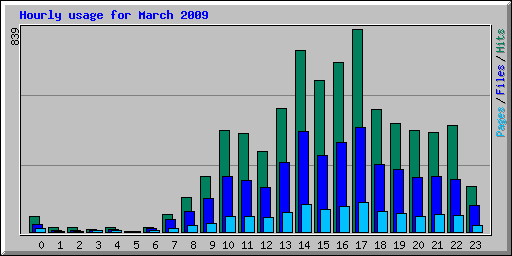 Hourly usage for March 2009
839
Pages / Files / Hits
0 1 2 3 4 5 6 7 8 9 10 11 12 13 14 15 16 17 18 19 20 21 22 23